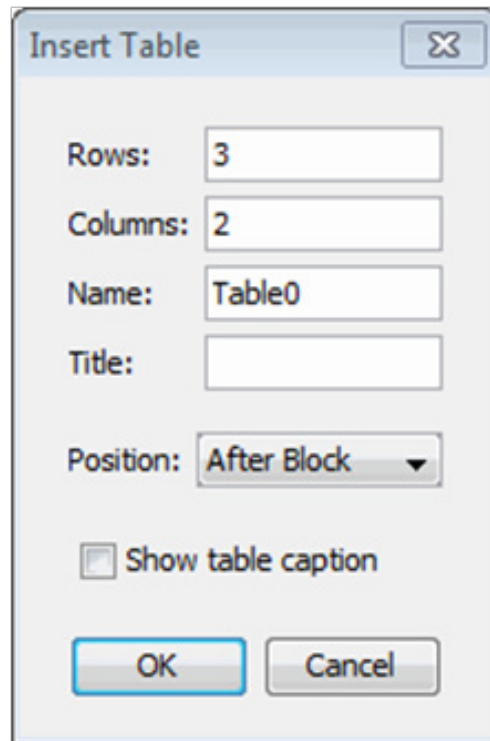 Insert Table
Rows: 3
Columns: 2
Name: Table0
Title:
Position: After Block
Show table caption
OK Cancel